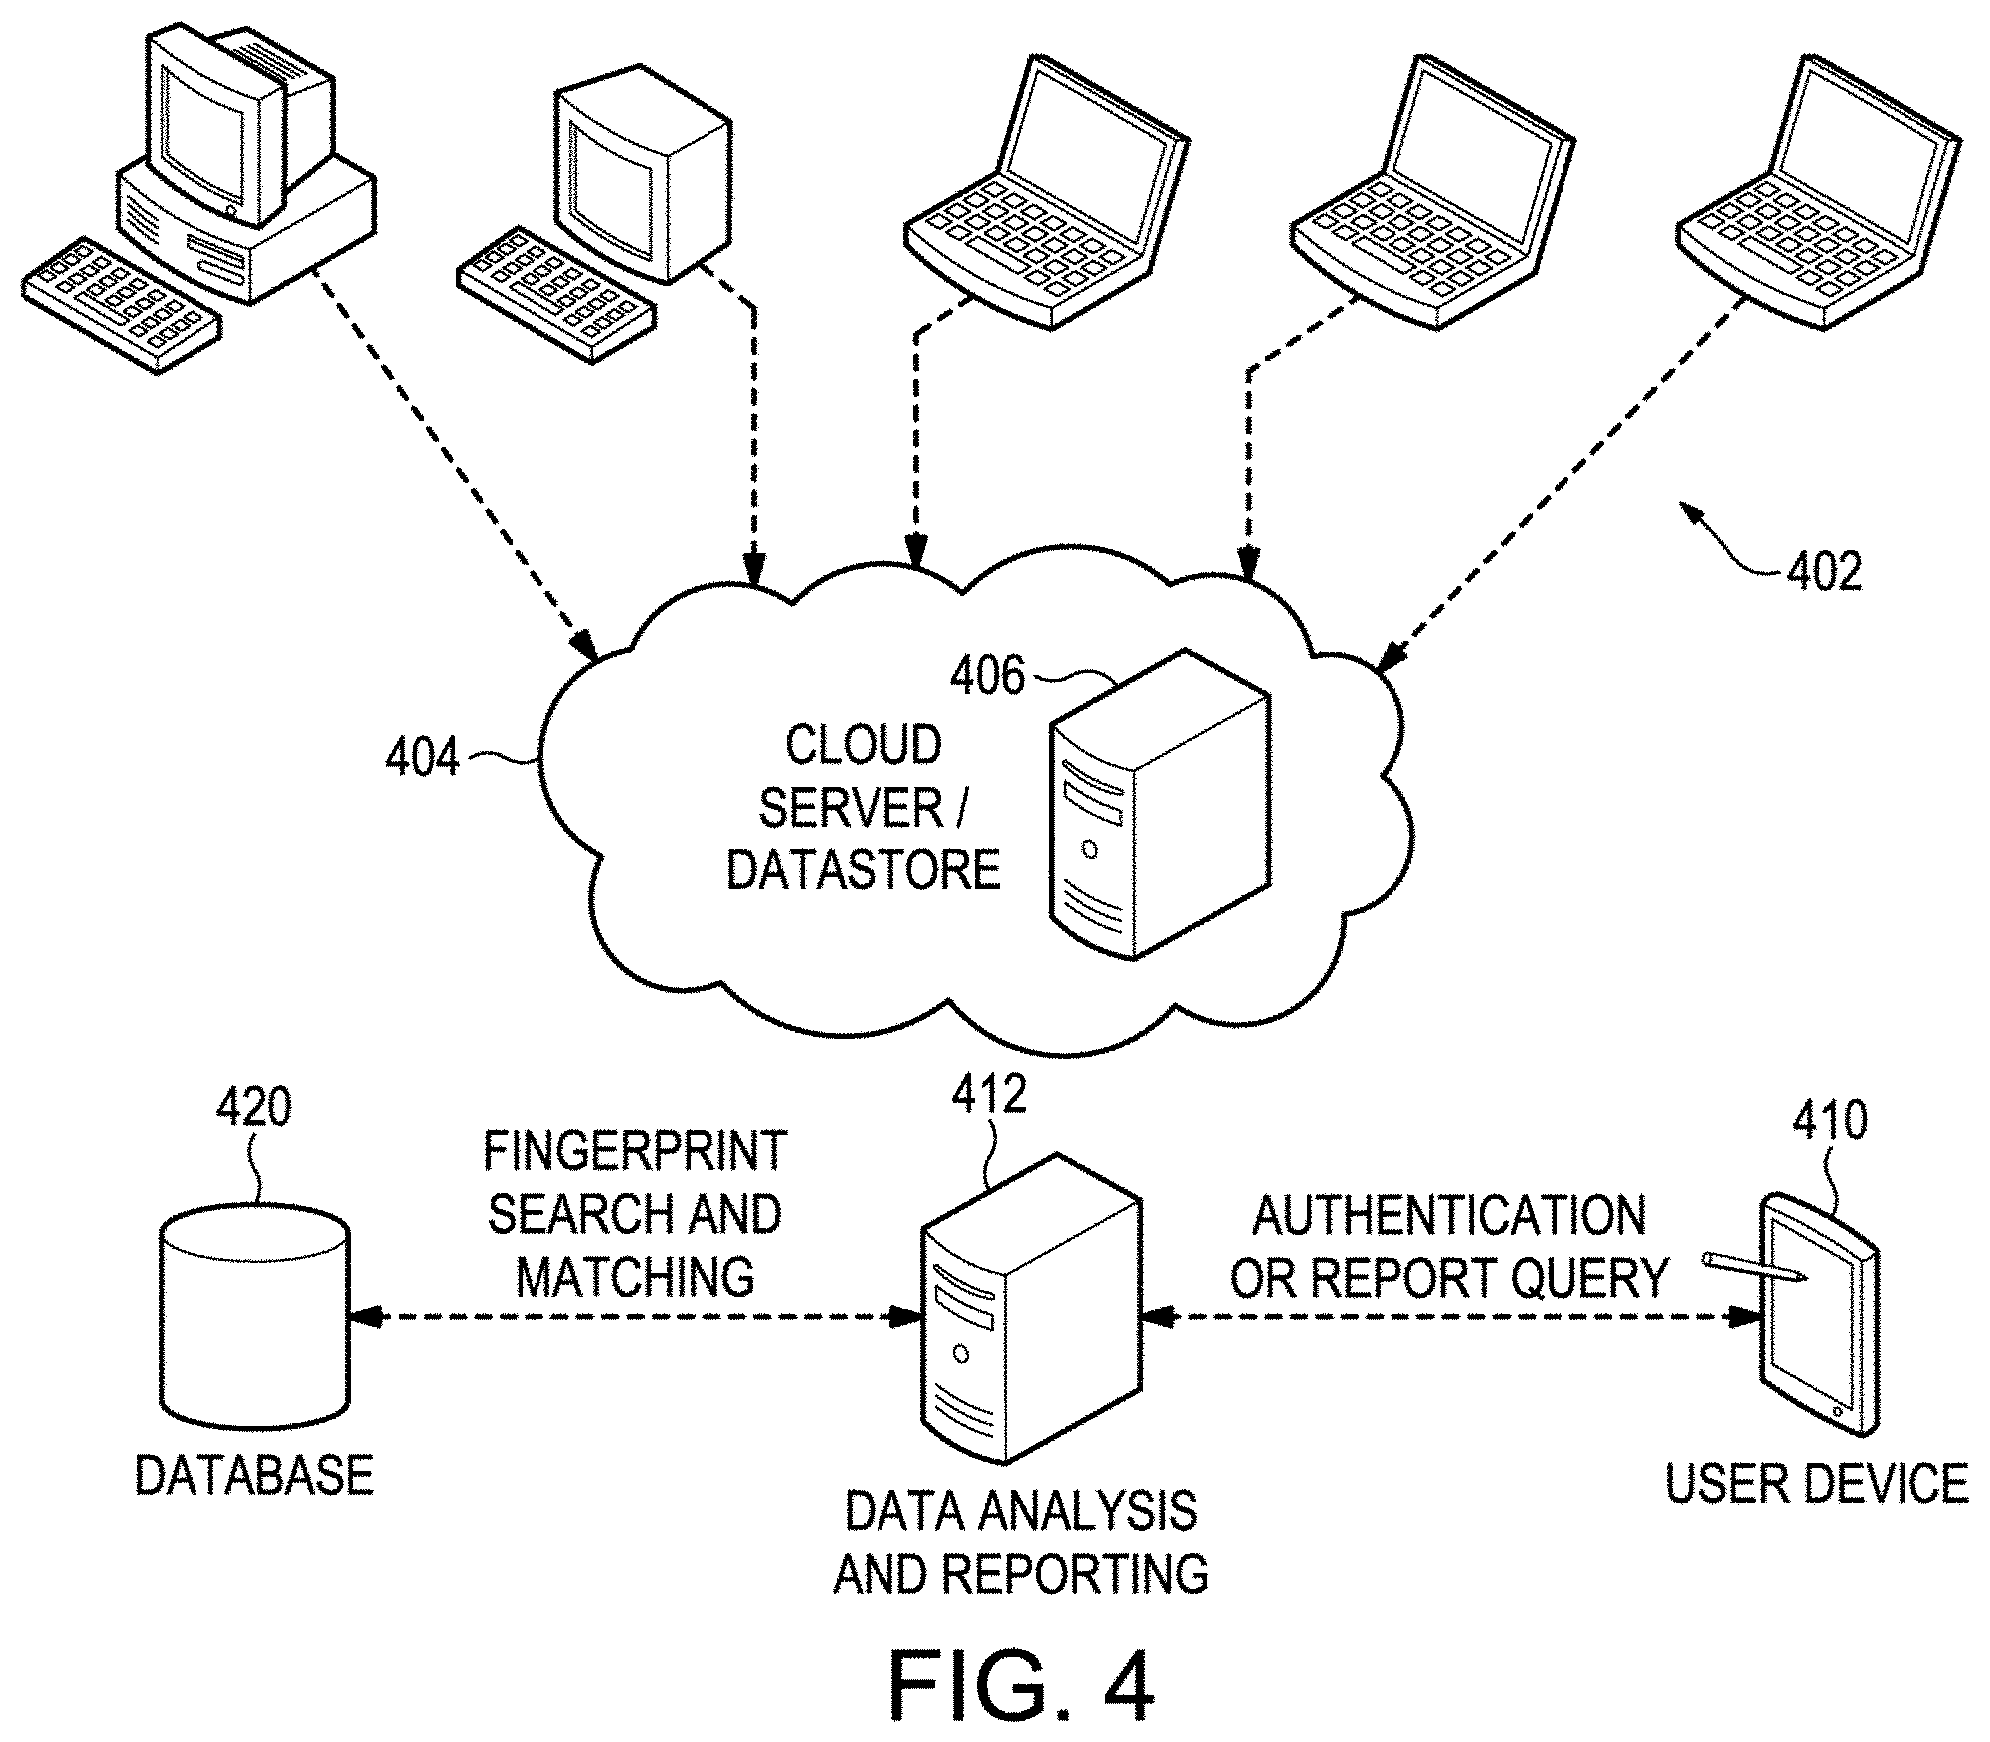 402
404
406
CLOUD
SERVER /
DATASTORE
420
FINGERPRINT
SEARCH AND
MATCHING
412
AUTHENTICATION
OR REPORT QUERY
410
DATABASE
DATA ANALYSIS
AND REPORTING
USER DEVICE
FIG. 4